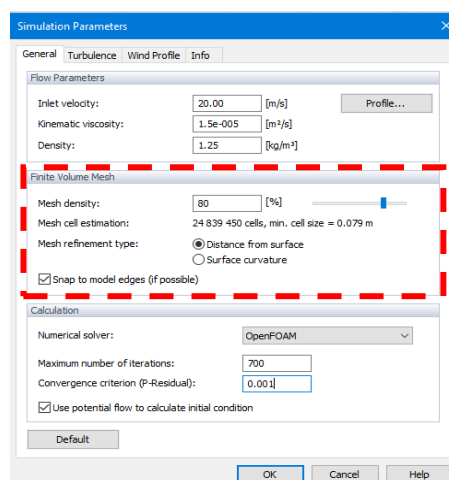 Simulation Parameters
General Turbulence Wind Profile Info
Flow Parameters
Inlet velocity: 20.00 [m/s] Profile...
Kinematic viscosity: 1.5e-005 [m²/s]
Density: 1.25 [kg/m³]
Finite Volume Mesh
Mesh density: 80 [%]
Mesh cell estimation: 24 839 450 cells, min. cell size = 0.079 m
Mesh refinement type: Distance from surface
Surface curvature
Snap to model edges (if possible)
Calculation
Numerical solver: OpenFOAM
Maximum number of iterations: 700
Convergence criterion (P-Residual): 0.001
Use potential flow to calculate initial condition
Default
OK Cancel Help